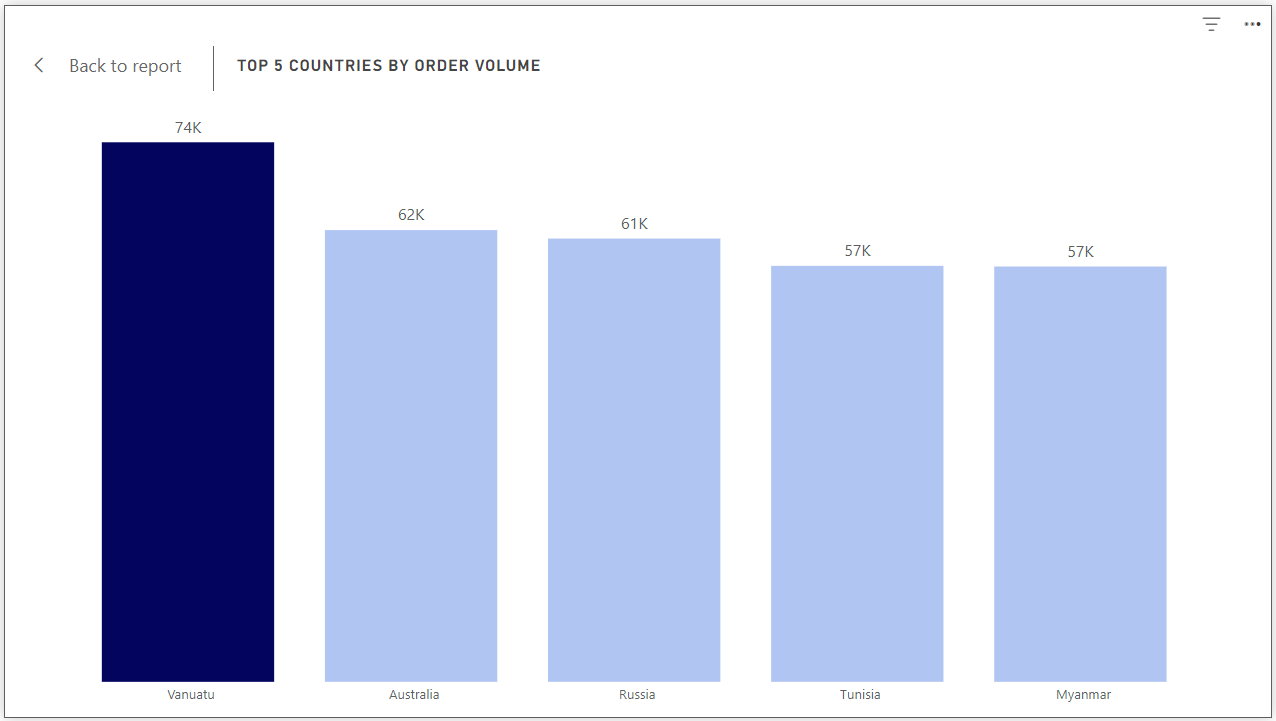 Back to report
TOP 5 COUNTRIES BY ORDER VOLUME
74K
62K
61K
57K
57K
Vanuatu
Australia
Russia
Tunisia
Myanmar